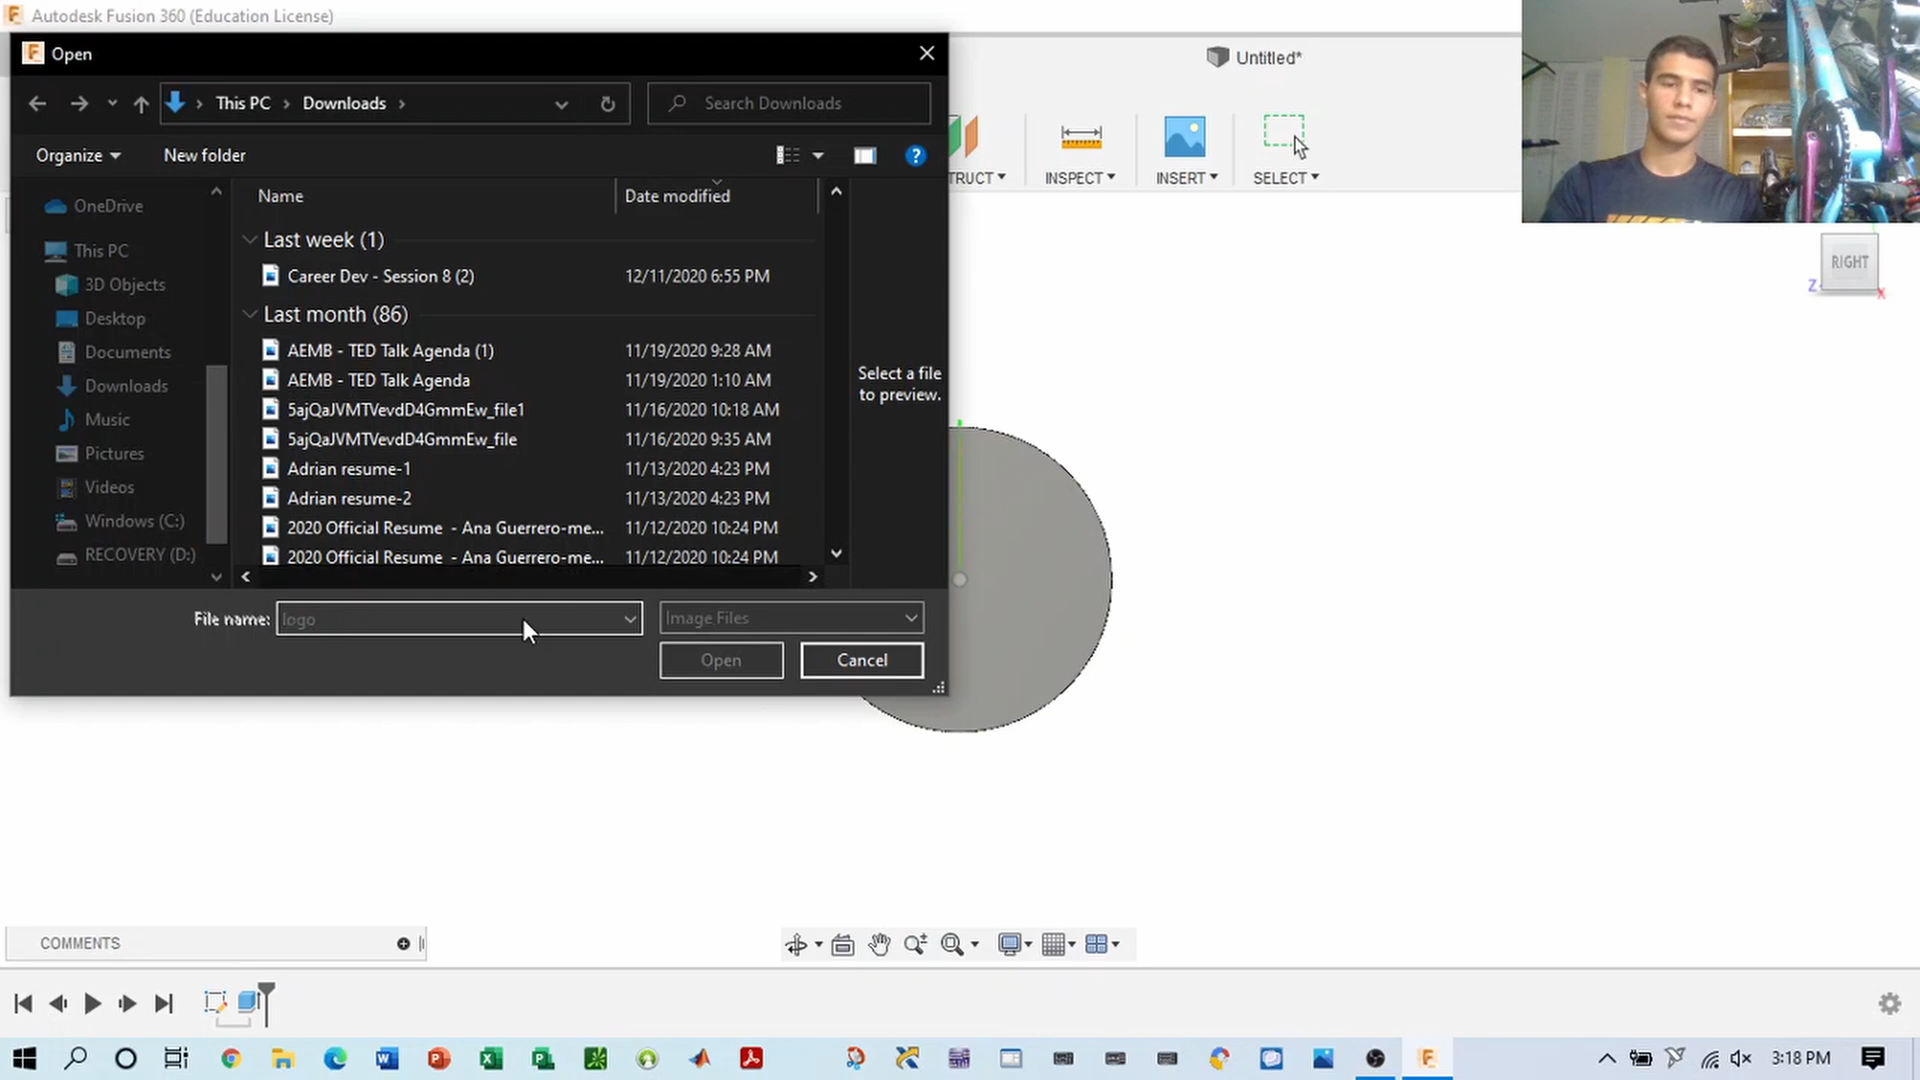 Autodesk Fusion 360 (Education License)
Open
This PC
Downloads
Search Downloads
Organize
New folder
?
OneDrive
This PC
3D Objects
Desktop
Documents
Downloads
Music
Pictures
Videos
Windows (C:)
RECOVERY (D:)
Name
Date modified
Last week (1)
Career Dev - Session 8 (2) 12/11/2020 6:55 PM
Last month (86)
AEMB - TED Talk Agenda (1) 11/19/2020 9:28 AM
AEMB - TED Talk Agenda 11/19/2020 1:10 AM
5ajQaJVMTVevdD4GmmEw_file1 11/16/2020 10:18 AM
5ajQaJVMTVevdD4GmmEw_file 11/16/2020 9:35 AM
Adrian resume-1 11/13/2020 4:23 PM
Adrian resume-2 11/13/2020 4:23 PM
2020 Official Resume - Ana Guerrero-me... 11/12/2020 10:24 PM
2020 Official Resume - Ana Guerrero-me... 11/12/2020 10:24 PM
Select a file
to preview.
File name:
logo
Image Files
Open
Cancel
Untitled*
RUCT
INSPECT
INSERT
SELECT
RIGHT
Z
X
COMMENTS
3:18 PM